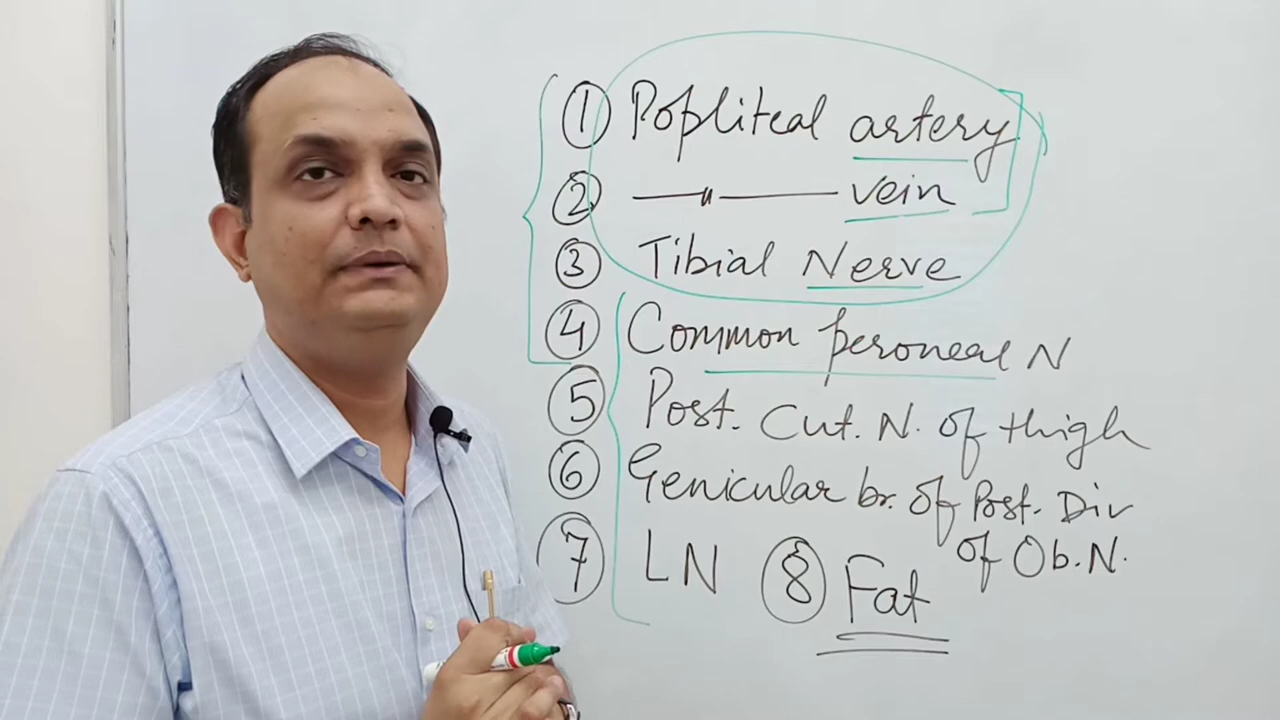 ① Popliteal artery
② —〃— vein
③ Tibial Nerve
④ Common peroneal N
⑤ Post. Cut. N. of thigh
⑥ Genicular br. of Post. Div
of Ob. N.
⑦ LN ⑧ Fat